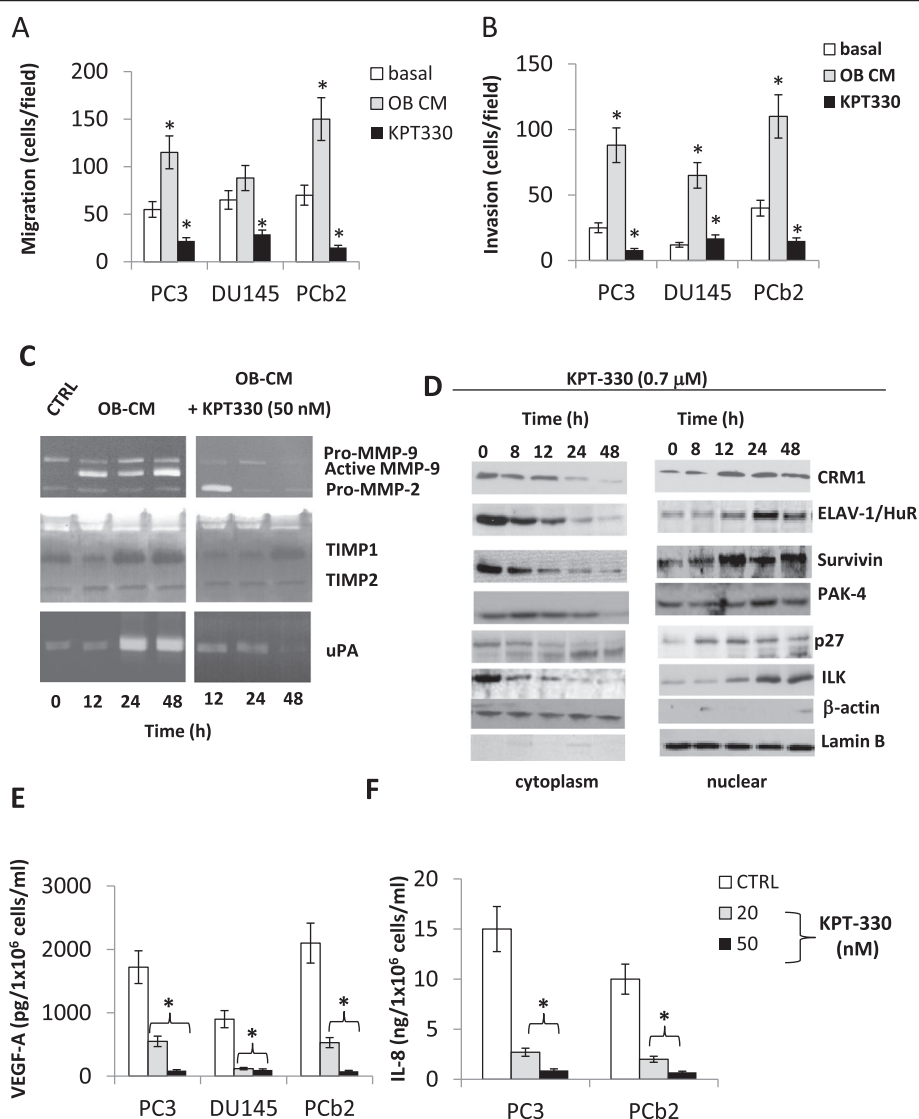 A
Migration (cells/field)
200
150
100
50
0
* * * * *
basal
OB CM
KPT330
PC3 DU145 PCb2
B
Invasion (cells/field)
150
100
50
0
* * * * * *
basal
OB CM
KPT330
PC3 DU145 PCb2
C
CTRL
OB-CM
OB-CM
+ KPT330 (50 nM)
Pro-MMP-9
Active MMP-9
Pro-MMP-2
TIMP1
TIMP2
uPA
0 12 24 48 12 24 48
Time (h)
D
KPT-330 (0.7 μM)
Time (h) Time (h)
0 8 12 24 48 0 8 12 24 48
CRM1
ELAV-1/HuR
Survivin
PAK-4
p27
ILK
β-actin
Lamin B
cytoplasm nuclear
E
VEGF-A (pg/1x10⁶ cells/ml)
3000
2000
1000
0
* * *
PC3 DU145 PCb2
F
IL-8 (ng/1x10⁶ cells/ml)
20
15
10
5
0
* *
PC3 PCb2
CTRL
20
50
KPT-330
(nM)